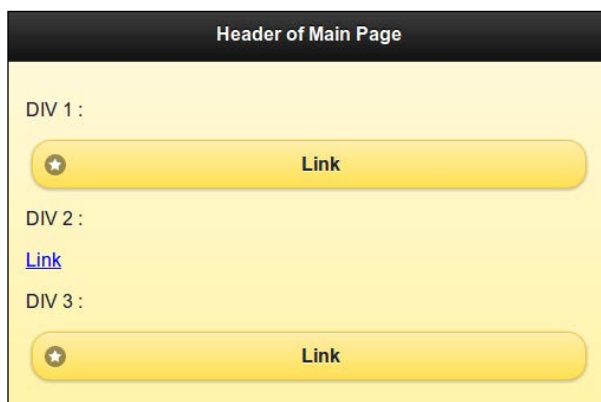 Header of Main Page
DIV 1 :
Link
DIV 2 :
Link
DIV 3 :
Link